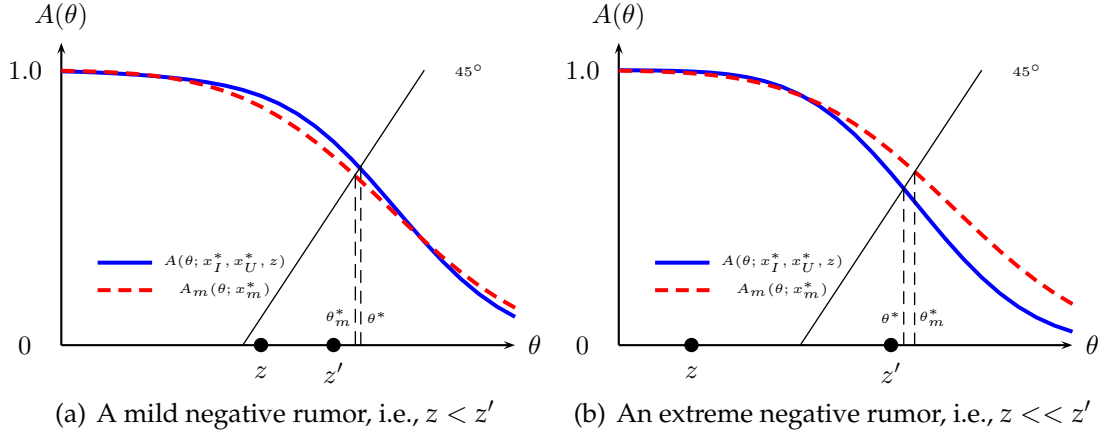 A(θ)
1.0
45°
A(θ; x*_I, x*_U, z)
A_m(θ; x*_m)
θ*_m
θ*
0
θ
z
z′
(a) A mild negative rumor, i.e., z < z′
A(θ)
1.0
45°
A(θ; x*_I, x*_U, z)
A_m(θ; x*_m)
θ*
θ*_m
0
θ
z
z′
(b) An extreme negative rumor, i.e., z << z′